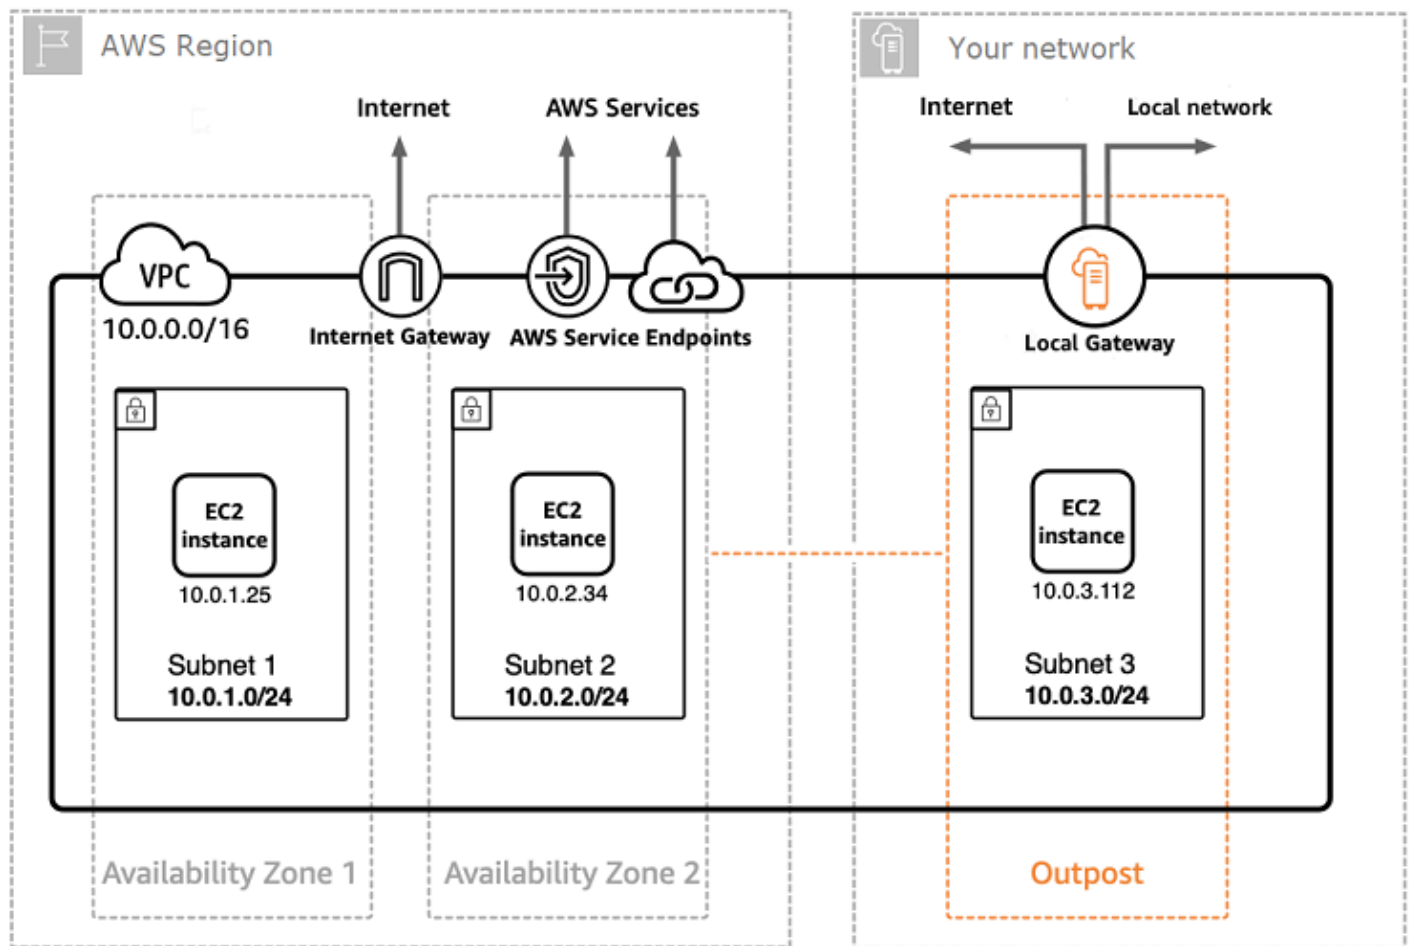 AWS Region
Your network
Internet
AWS Services
Internet
Local network
VPC
10.0.0.0/16
Internet Gateway
AWS Service Endpoints
Local Gateway
EC2
instance
10.0.1.25
Subnet 1
10.0.1.0/24
EC2
instance
10.0.2.34
Subnet 2
10.0.2.0/24
EC2
instance
10.0.3.112
Subnet 3
10.0.3.0/24
Availability Zone 1
Availability Zone 2
Outpost